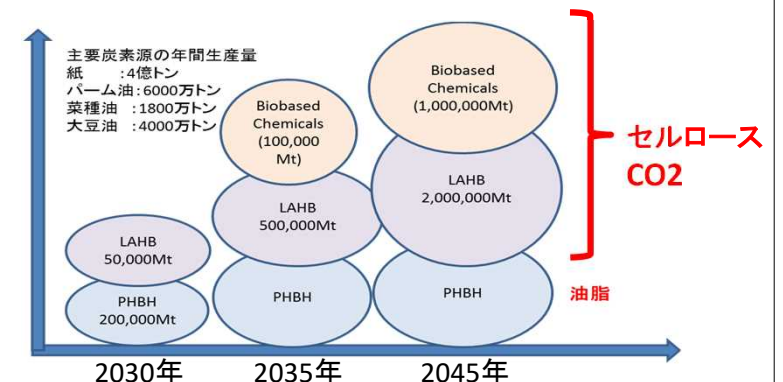 主要炭素源の年間生産量
紙　　：4億トン
パーム油：6000万トン
菜種油　：1800万トン
大豆油　：4000万トン
Biobased
Chemicals
(100,000
Mt)
Biobased
Chemicals
(1,000,000Mt)
セルロース
CO2
LAHB
50,000Mt
LAHB
500,000Mt
LAHB
2,000,000Mt
PHBH
200,000Mt
PHBH
PHBH
油脂
2030年
2035年
2045年